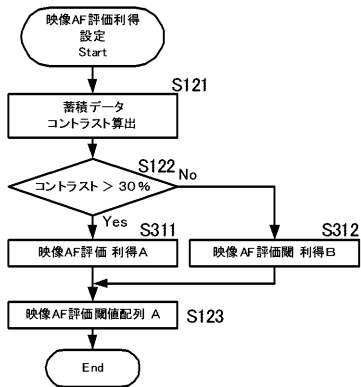 映像AF評価利得
設定
Start
S121
蓄積データ
コントラスト算出
S122
コントラスト > 30%
No
Yes
S311
映像AF評価 利得A
S312
映像AF評価閾 利得B
映像AF評価閾値配列 A
S123
End